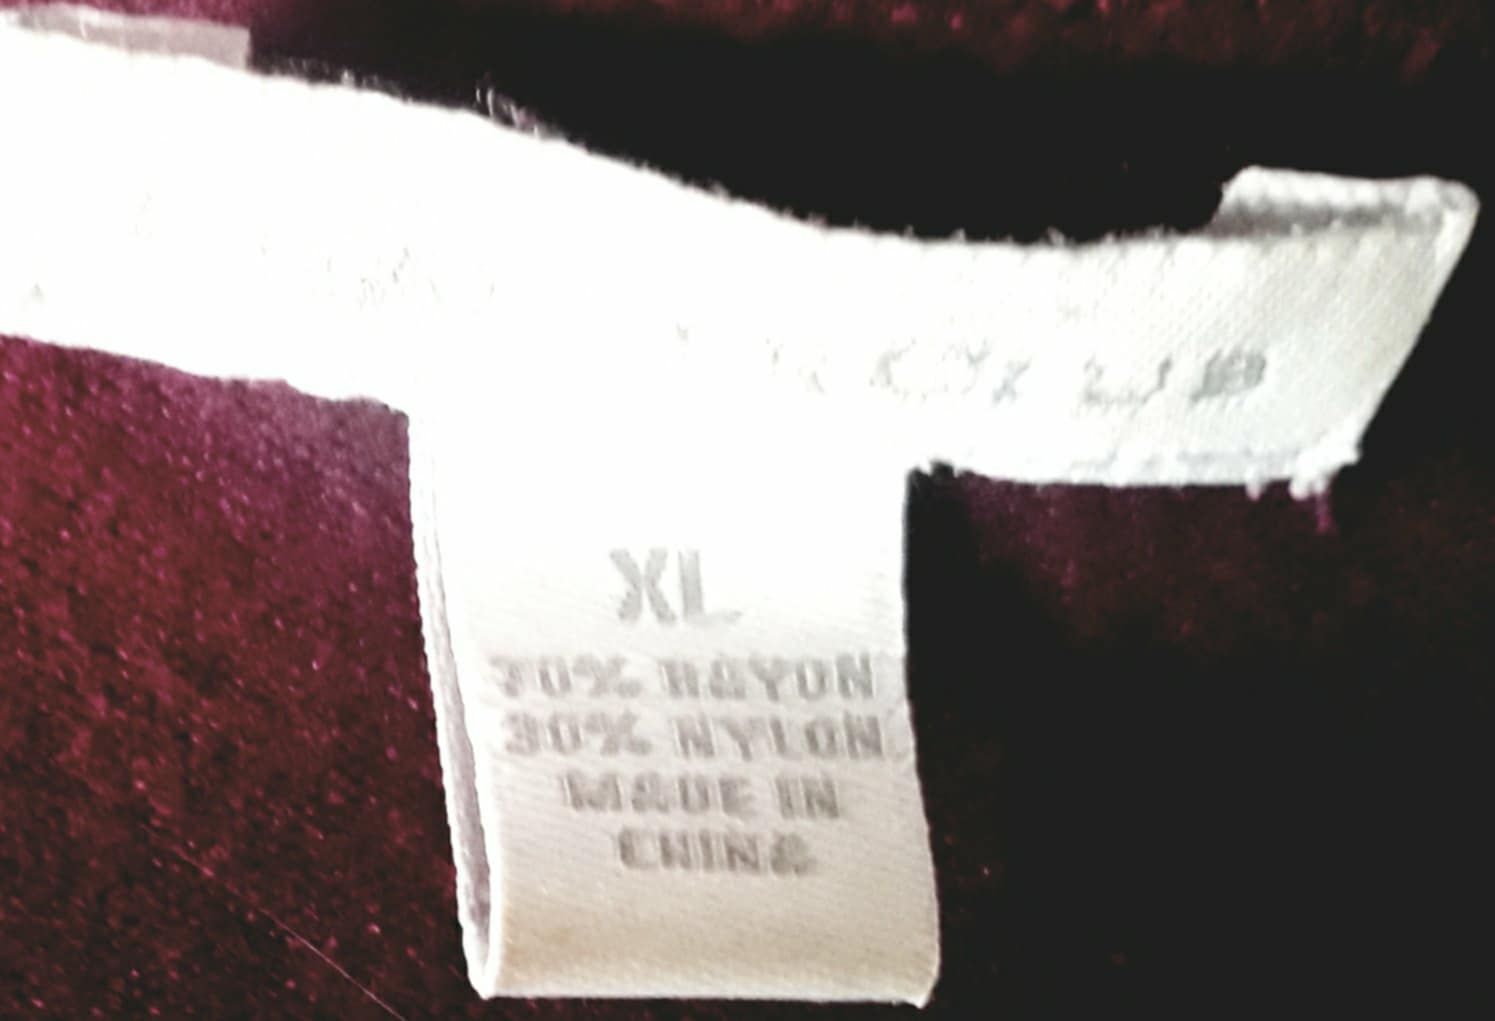 XL
70% RAYON
30% NYLON
MADE IN
CHINA